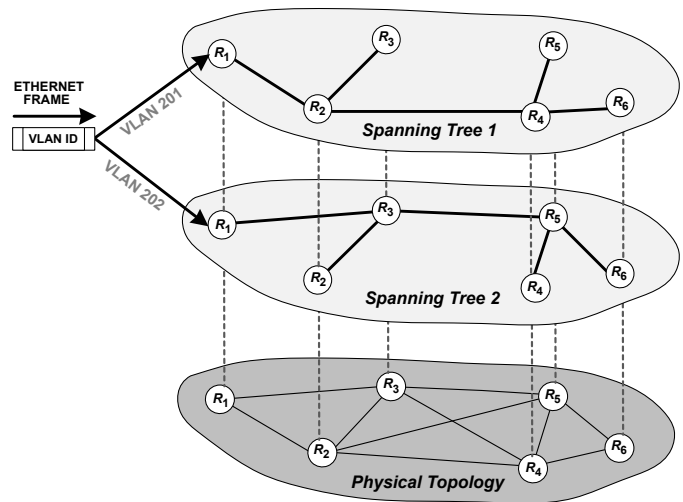 R3
R5
R1
ETHERNET
FRAME
VLAN 201
R2
R4
R6
VLAN ID
Spanning Tree 1
VLAN 202
R3
R5
R1
R2
R4
R6
Spanning Tree 2
R3
R5
R1
R2
R4
R6
Physical Topology